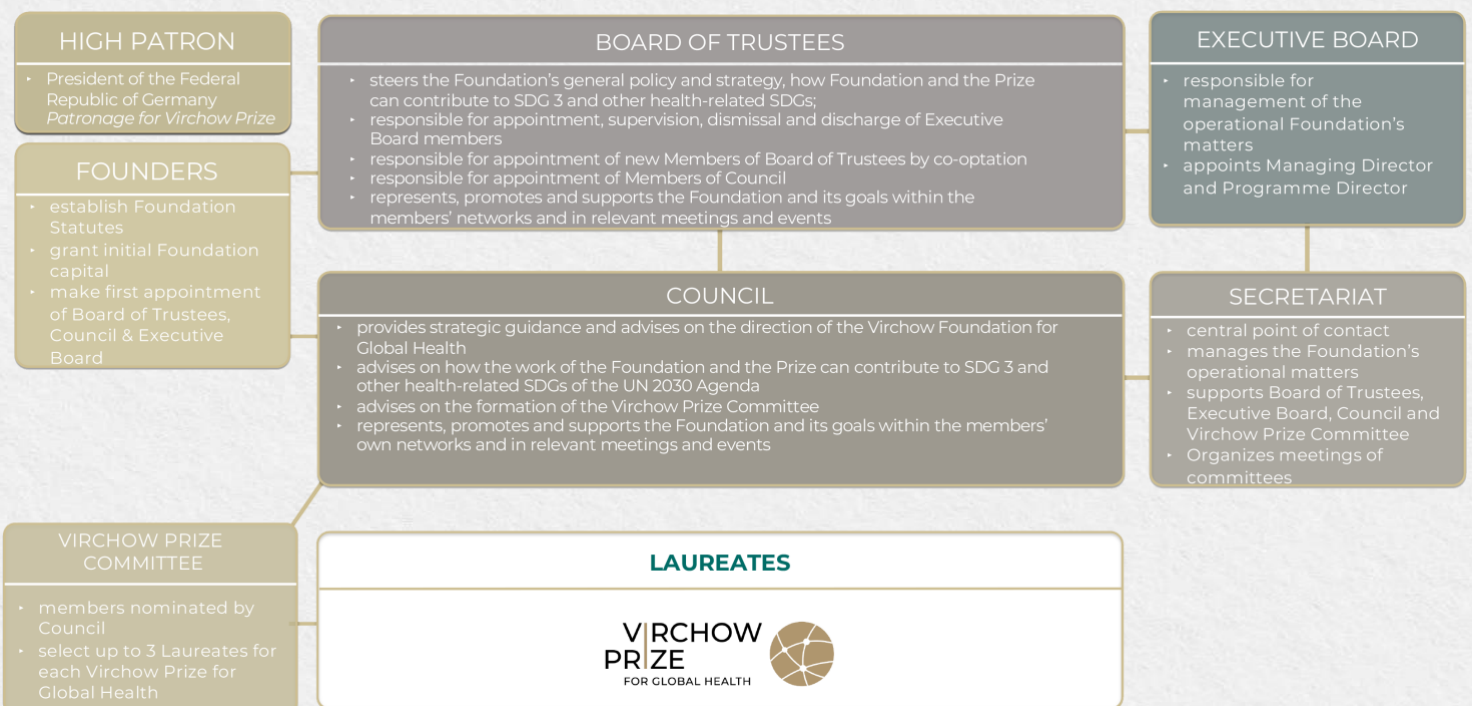 HIGH PATRON
‣ President of the Federal
Republic of Germany
Patronage for Virchow Prize
FOUNDERS
‣ establish Foundation
Statutes
‣ grant initial Foundation
capital
‣ make first appointment
of Board of Trustees,
Council & Executive
Board
BOARD OF TRUSTEES
‣ steers the Foundation's general policy and strategy, how Foundation and the Prize
can contribute to SDG 3 and other health-related SDGs;
‣ responsible for appointment, supervision, dismissal and discharge of Executive
Board members
‣ responsible for appointment of new Members of Board of Trustees by co-optation
‣ responsible for appointment of Members of Council
‣ represents, promotes and supports the Foundation and its goals within the
members' networks and in relevant meetings and events
EXECUTIVE BOARD
‣ responsible for
management of the
operational Foundation's
matters
‣ appoints Managing Director
and Programme Director
COUNCIL
‣ provides strategic guidance and advises on the direction of the Virchow Foundation for
Global Health
‣ advises on how the work of the Foundation and the Prize can contribute to SDG 3 and
other health-related SDGs of the UN 2030 Agenda
‣ advises on the formation of the Virchow Prize Committee
‣ represents, promotes and supports the Foundation and its goals within the members'
own networks and in relevant meetings and events
SECRETARIAT
‣ central point of contact
‣ manages the Foundation's
operational matters
‣ supports Board of Trustees,
Executive Board, Council and
Virchow Prize Committee
‣ Organizes meetings of
committees
VIRCHOW PRIZE
COMMITTEE
‣ members nominated by
Council
‣ select up to 3 Laureates for
each Virchow Prize for
Global Health
LAUREATES
VIRCHOW
PRIZE
FOR GLOBAL HEALTH